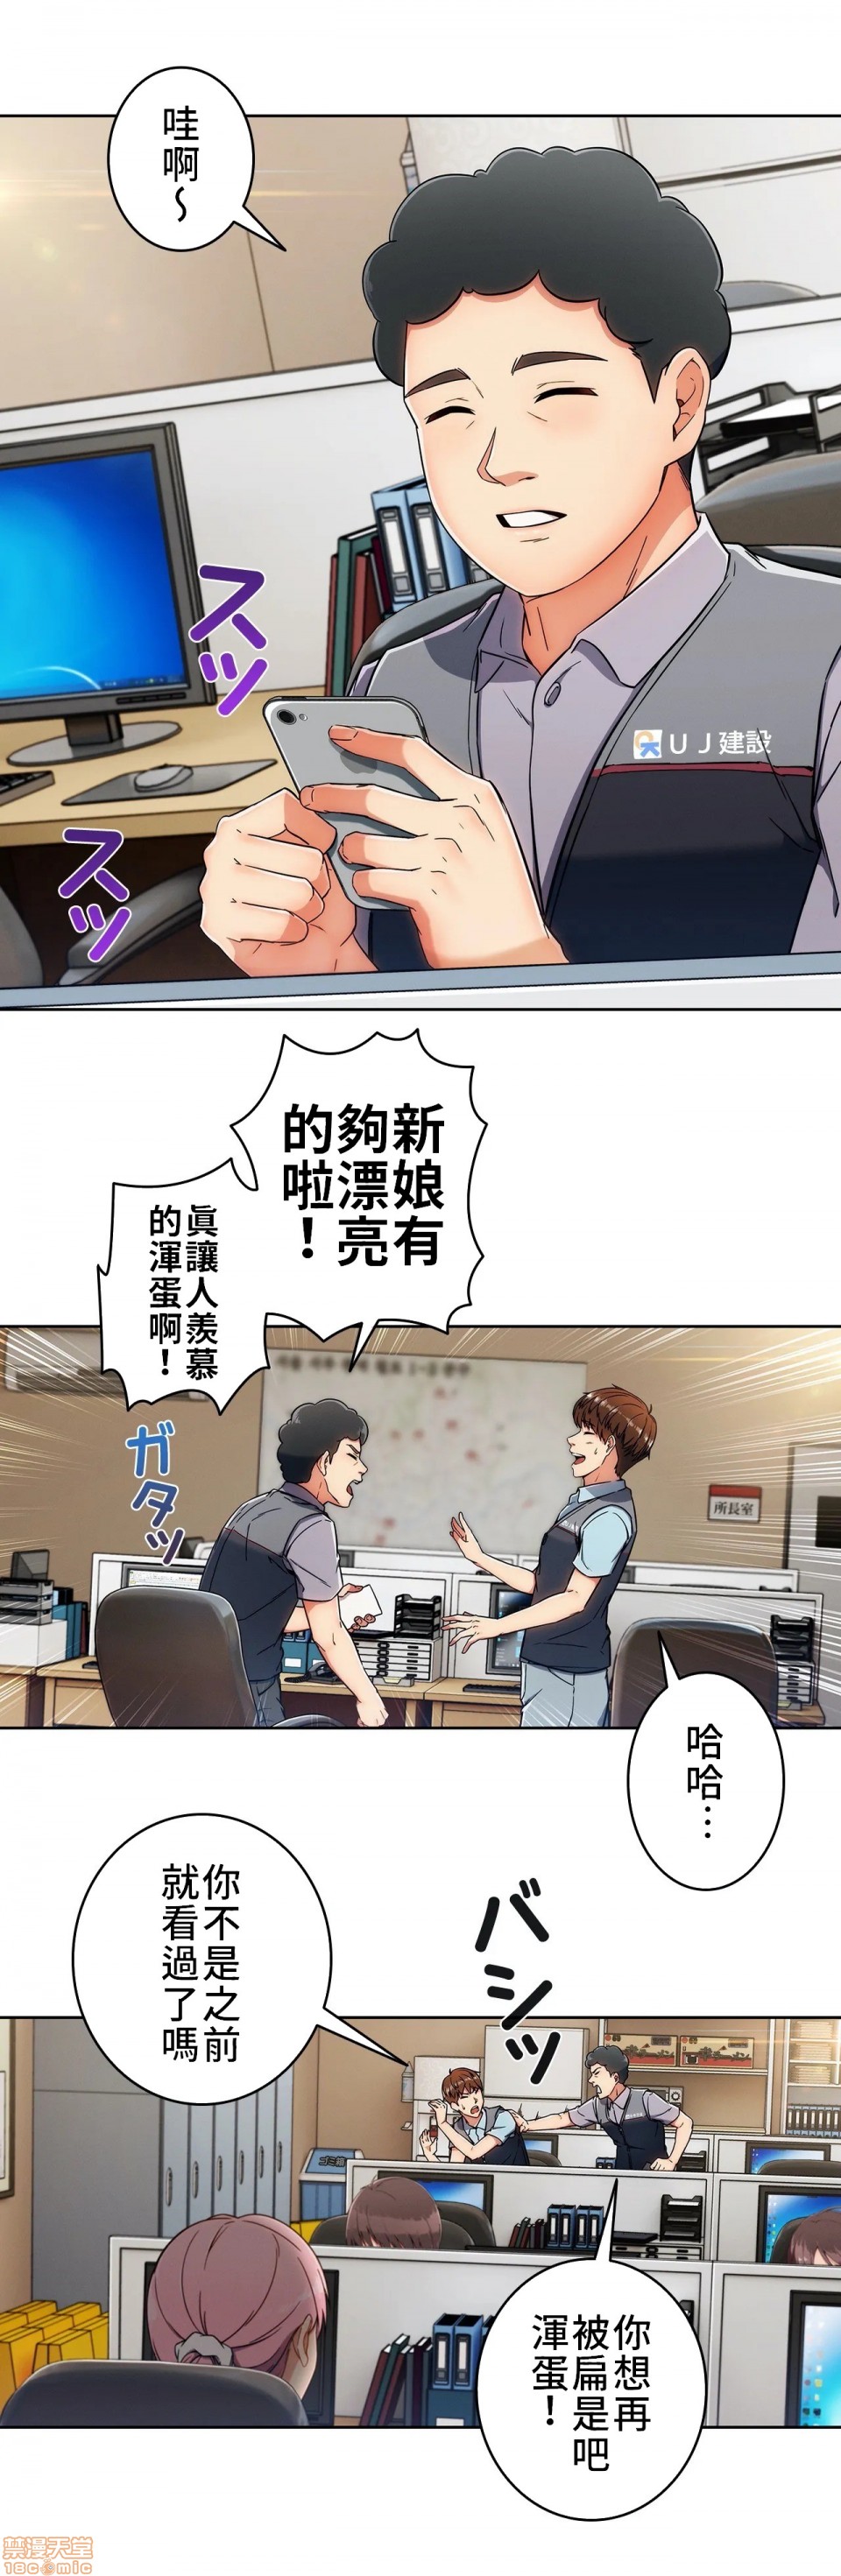 哇啊～
スッ
UJ建設
スッ
新娘有
夠漂亮
的啦！
眞讓人羨慕
的渾蛋啊！
ガタッ
所長室
哈哈…
你不是之前
就看過了嗎
バシッ
ゴミ箱
你想再
被扁是吧
渾蛋！
禁漫天堂
18comic